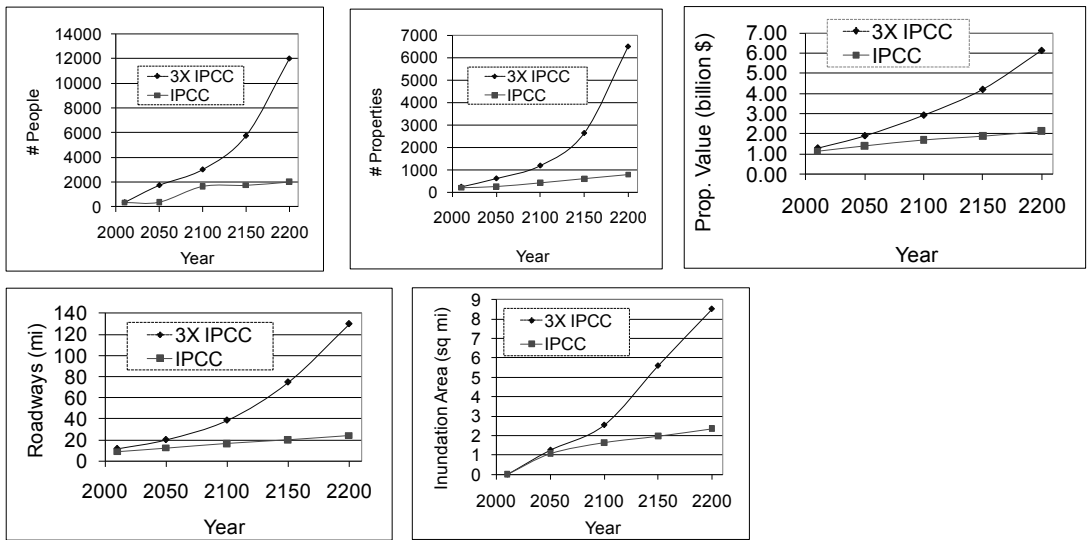 14000
12000
10000
8000
6000
4000
2000
0
# People
3X IPCC
IPCC
2000 2050 2100 2150 2200
Year
7000
6000
5000
4000
3000
2000
1000
0
# Properties
3X IPCC
IPCC
2000 2050 2100 2150 2200
Year
7.00
6.00
5.00
4.00
3.00
2.00
1.00
0.00
Prop. Value (billion $)
3X IPCC
IPCC
2000 2050 2100 2150 2200
Year
140
120
100
80
60
40
20
0
Roadways (mi)
3X IPCC
IPCC
2000 2050 2100 2150 2200
Year
9
8
7
6
5
4
3
2
1
0
Inundation Area (sq mi)
3X IPCC
IPCC
2000 2050 2100 2150 2200
Year